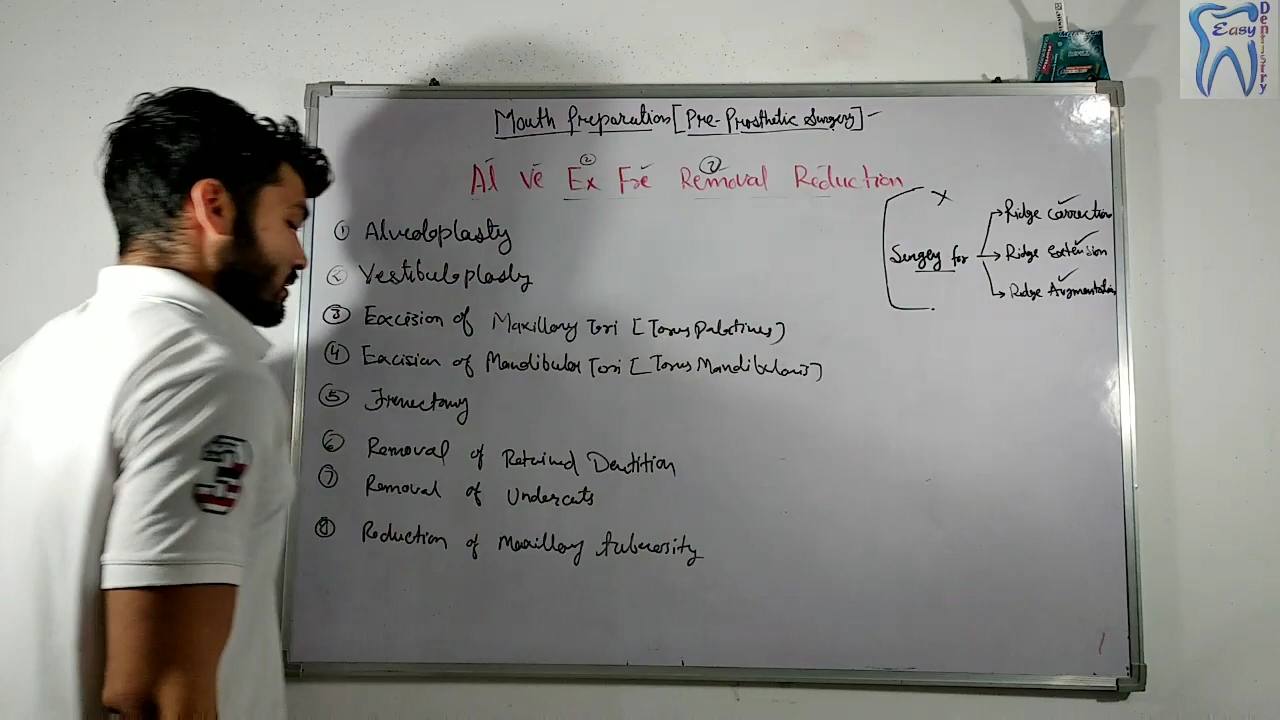 Easy Dentistry
Mouth Preparation [Pre-Prosthetic Surgery] -
Al Ve Ex ② Fre Removal ② Reduction
① Alveoloplasty
② Vestibuloplasty
③ Excision of Maxillary Tori [Torus Palatinus]
④ Excision of Mandibular Tori [Torus Mandibularis]
⑤ Frenectomy
⑥ Removal of Retained Dentition
⑦ Removal of Undercuts
⑧ Reduction of Maxillary tuberosity
Surgery for
→ Ridge Correction
→ Ridge Extension
→ Ridge Augmentation